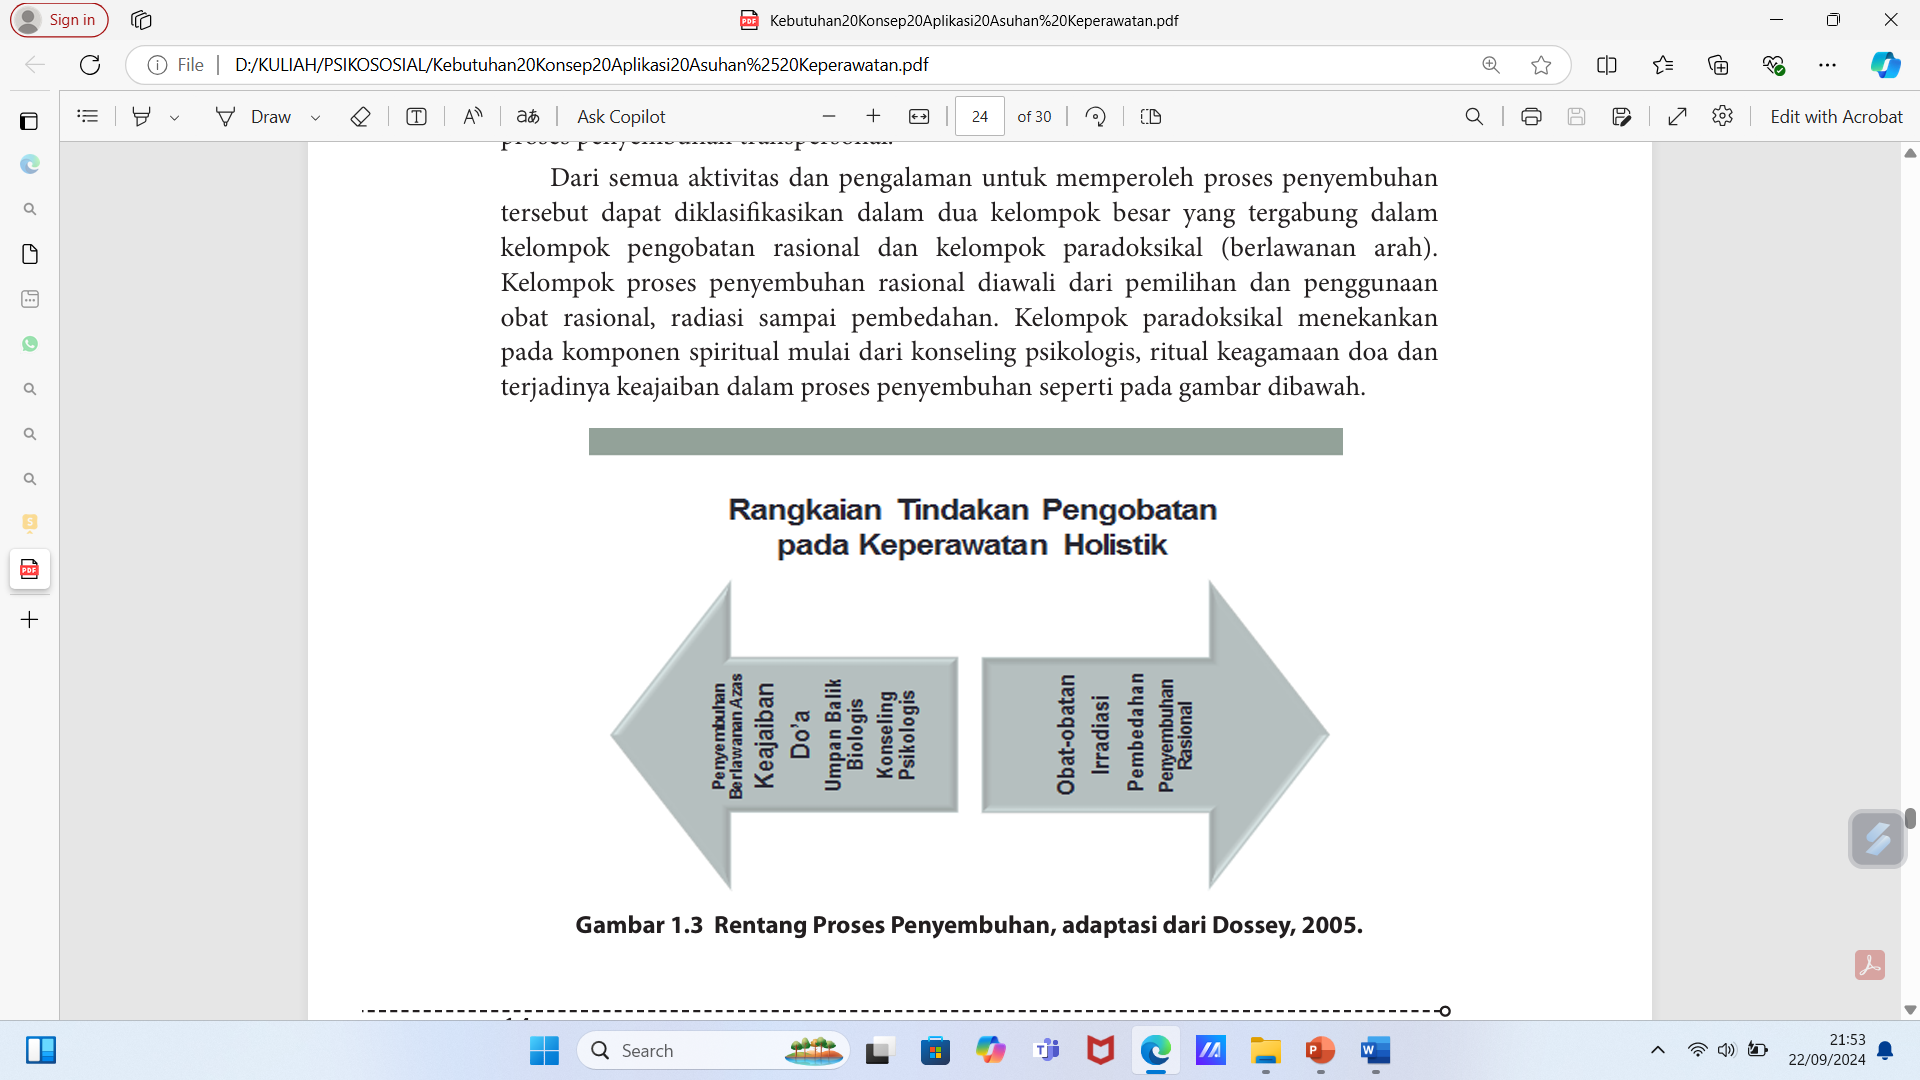 Sign in
Kebutuhan20Konsep20Aplikasi20Asuhan%20Keperawatan.pdf
File
D:/KULIAH/PSIKOSOSIAL/Kebutuhan20Konsep20Aplikasi20Asuhan%2520Keperawatan.pdf
Draw
Ask Copilot
24 of 30
Edit with Acrobat
proses penyembuhan transpersonal.
Dari semua aktivitas dan pengalaman untuk memperoleh proses penyembuhan
tersebut dapat diklasifikasikan dalam dua kelompok besar yang tergabung dalam
kelompok pengobatan rasional dan kelompok paradoksikal (berlawanan arah).
Kelompok proses penyembuhan rasional diawali dari pemilihan dan penggunaan
obat rasional, radiasi sampai pembedahan. Kelompok paradoksikal menekankan
pada komponen spiritual mulai dari konseling psikologis, ritual keagamaan doa dan
terjadinya keajaiban dalam proses penyembuhan seperti pada gambar dibawah.
Rangkaian Tindakan Pengobatan
pada Keperawatan Holistik
Penyembuhan
Berlawanan Azas
Keajaiban
Do'a
Umpan Balik
Biologis
Konseling
Psikologis
Obat-obatan
Irradiasi
Pembedahan
Penyembuhan
Rasional
Gambar 1.3 Rentang Proses Penyembuhan, adaptasi dari Dossey, 2005.
Search
21:53
22/09/2024